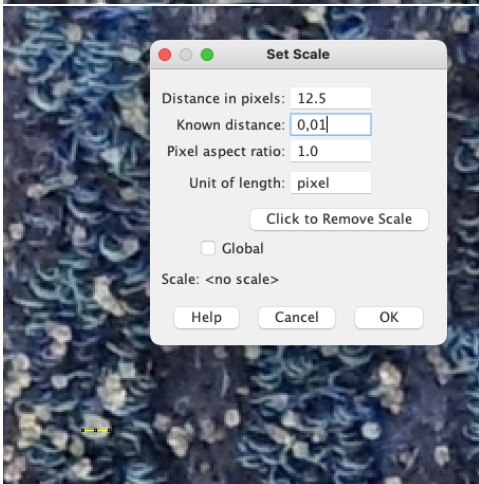 Set Scale
Distance in pixels: 12.5
Known distance: 0,01
Pixel aspect ratio: 1.0
Unit of length: pixel
Click to Remove Scale
Global
Scale: <no scale>
Help Cancel OK